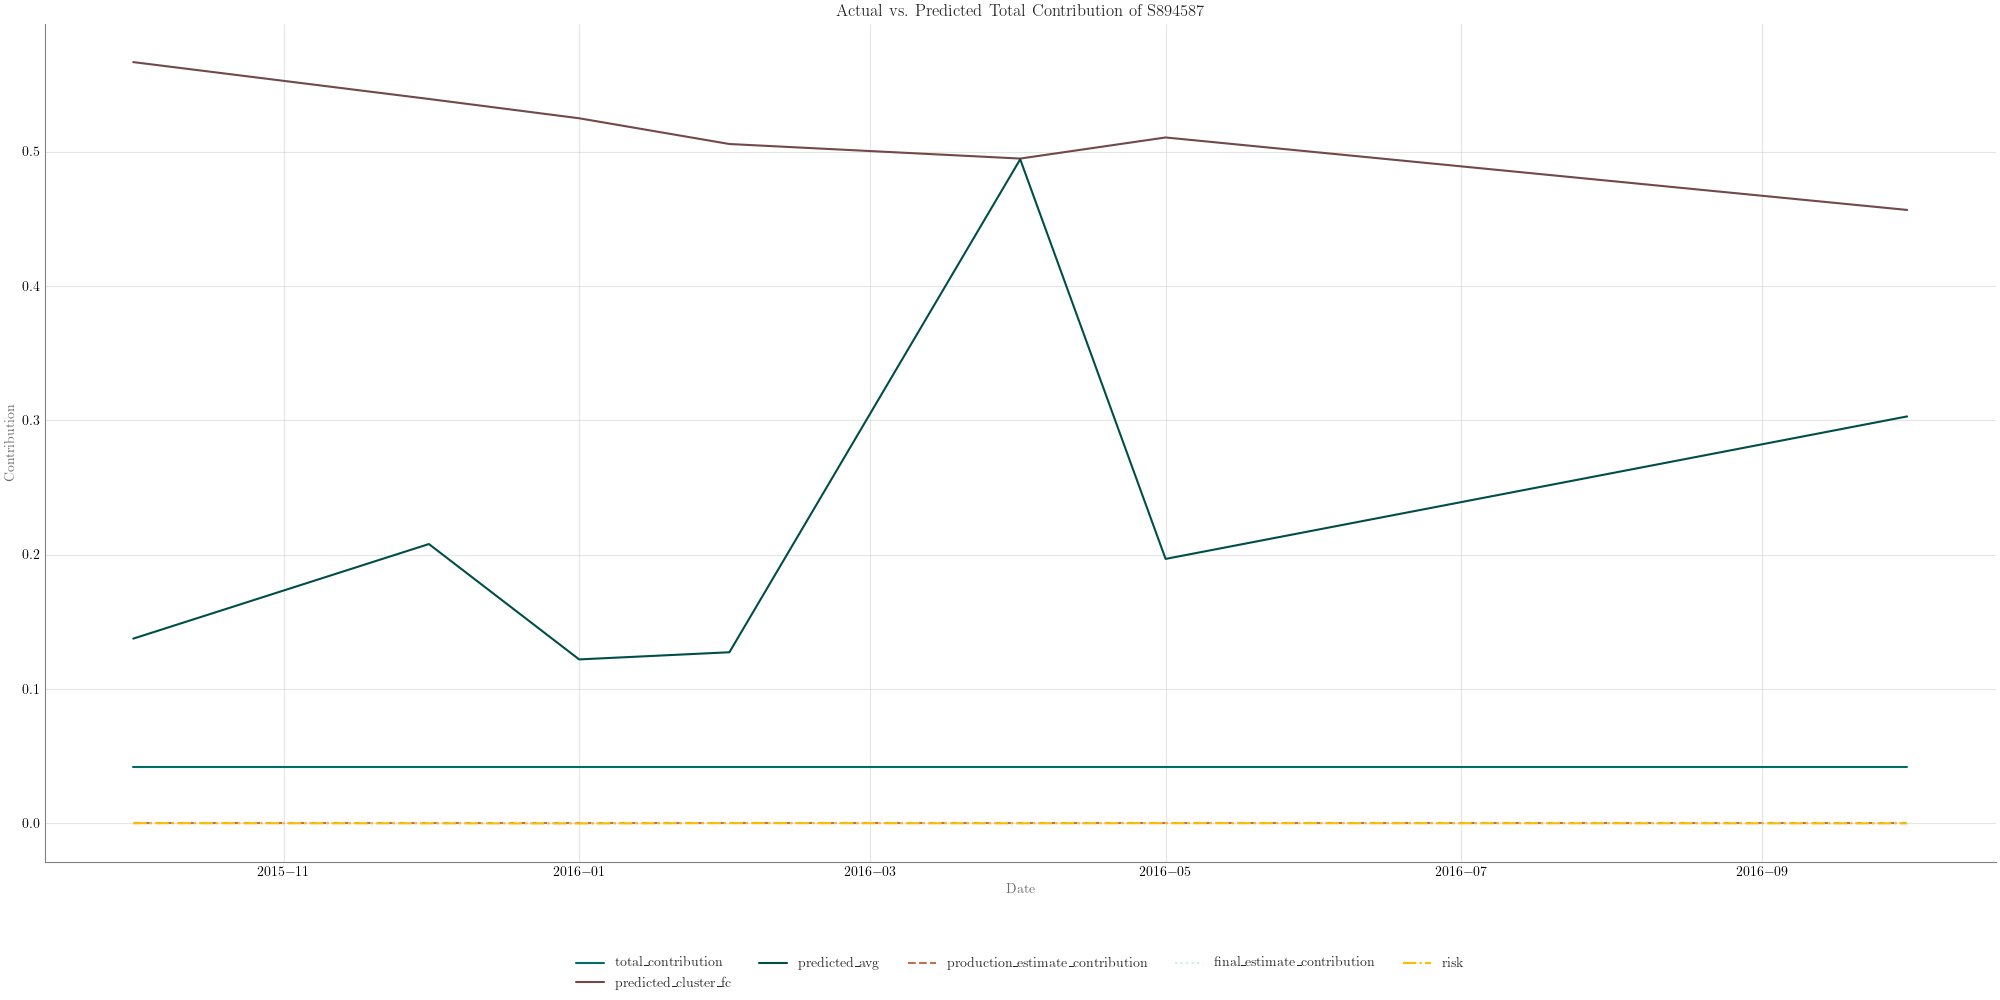 Actual vs. Predicted Total Contribution of S894587
Contribution
0.5
0.4
0.3
0.2
0.1
0.0
2015−11 2016−01 2016−03 2016−05 2016−07 2016−09
Date
total_contribution predicted_avg production_estimate_contribution final_estimate_contribution risk
predicted_cluster_fc